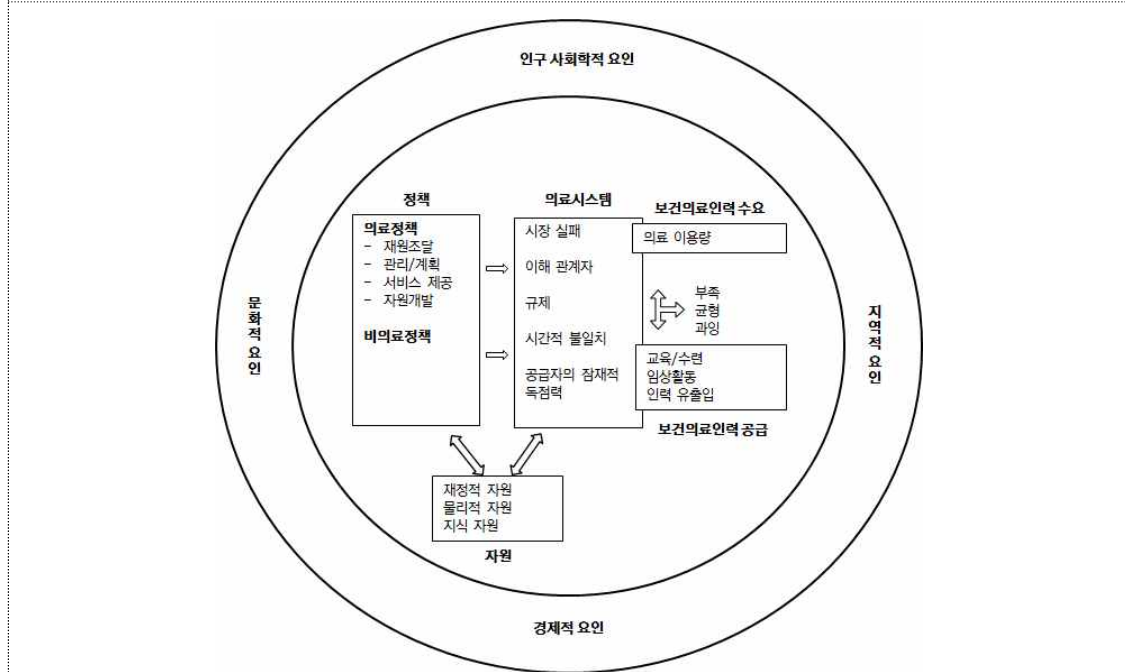 인구 사회학적 요인
정책
의료정책
- 재원조달
- 관리/계획
- 서비스 제공
- 자원개발
비의료정책
의료시스템
시장 실패
이해 관계자
규제
시간적 불일치
공급자의 잠재적
독점력
보건의료인력 수요
의료 이용량
부족
균형
과잉
교육/수련
임상활동
인력 유출입
보건의료인력 공급
문화적 요인
지역적 요인
재정적 자원
물리적 자원
지식 자원
자원
경제적 요인